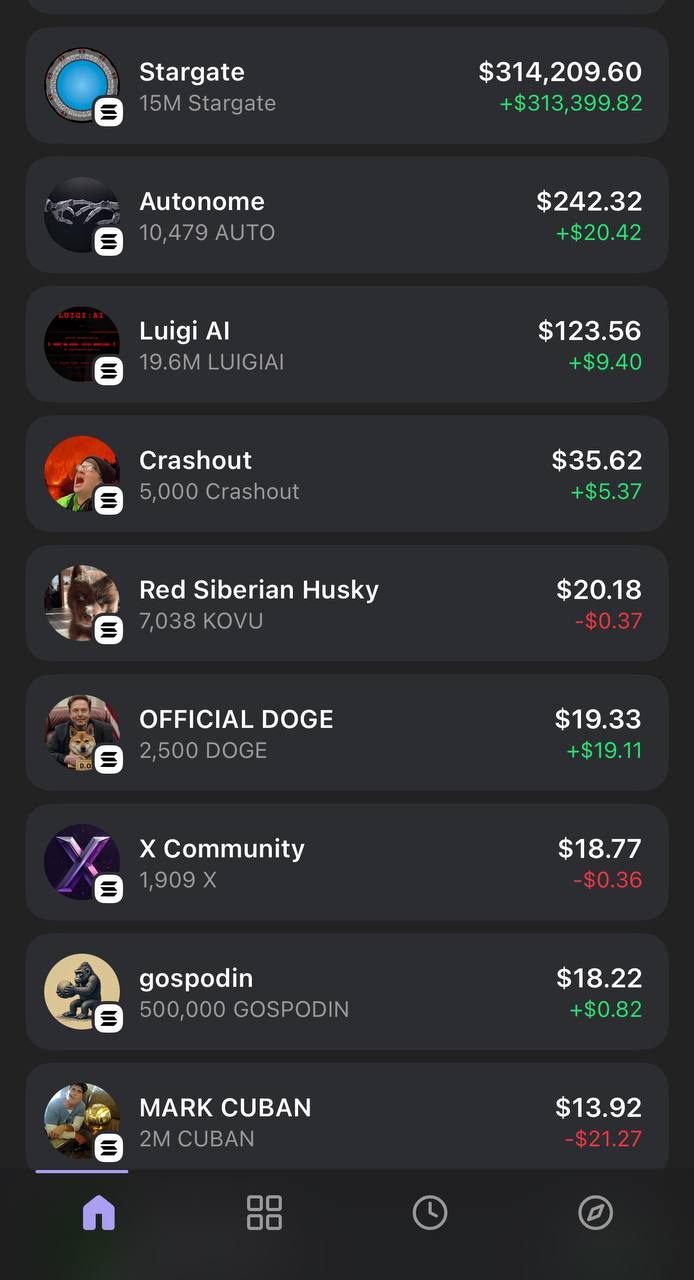 Stargate
$314,209.60
15M Stargate
+$313,399.82
Autonome
$242.32
10,479 AUTO
+$20.42
LUIGI:AI
Luigi AI
$123.56
19.6M LUIGIAI
+$9.40
Crashout
$35.62
5,000 Crashout
+$5.37
Red Siberian Husky
$20.18
7,038 KOVU
-$0.37
OFFICIAL DOGE
$19.33
2,500 DOGE
+$19.11
X
X Community
$18.77
1,909 X
-$0.36
gospodin
$18.22
500,000 GOSPODIN
+$0.82
MARK CUBAN
$13.92
2M CUBAN
-$21.27